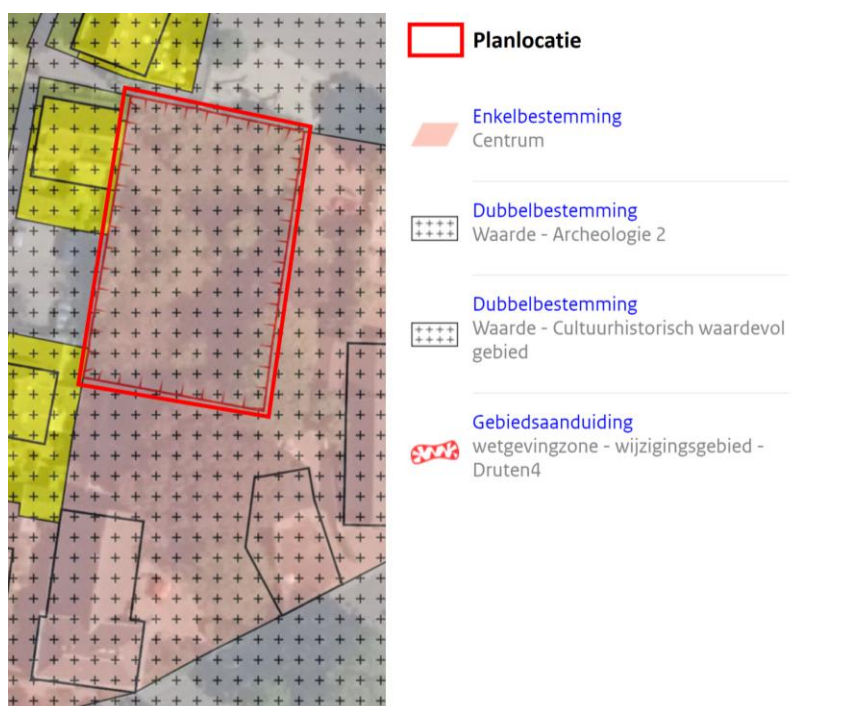 Planlocatie
Enkelbestemming
Centrum
Dubbelbestemming
Waarde - Archeologie 2
Dubbelbestemming
Waarde - Cultuurhistorisch waardevol
gebied
Gebiedsaanduiding
wetgevingzone - wijzigingsgebied -
Druten4